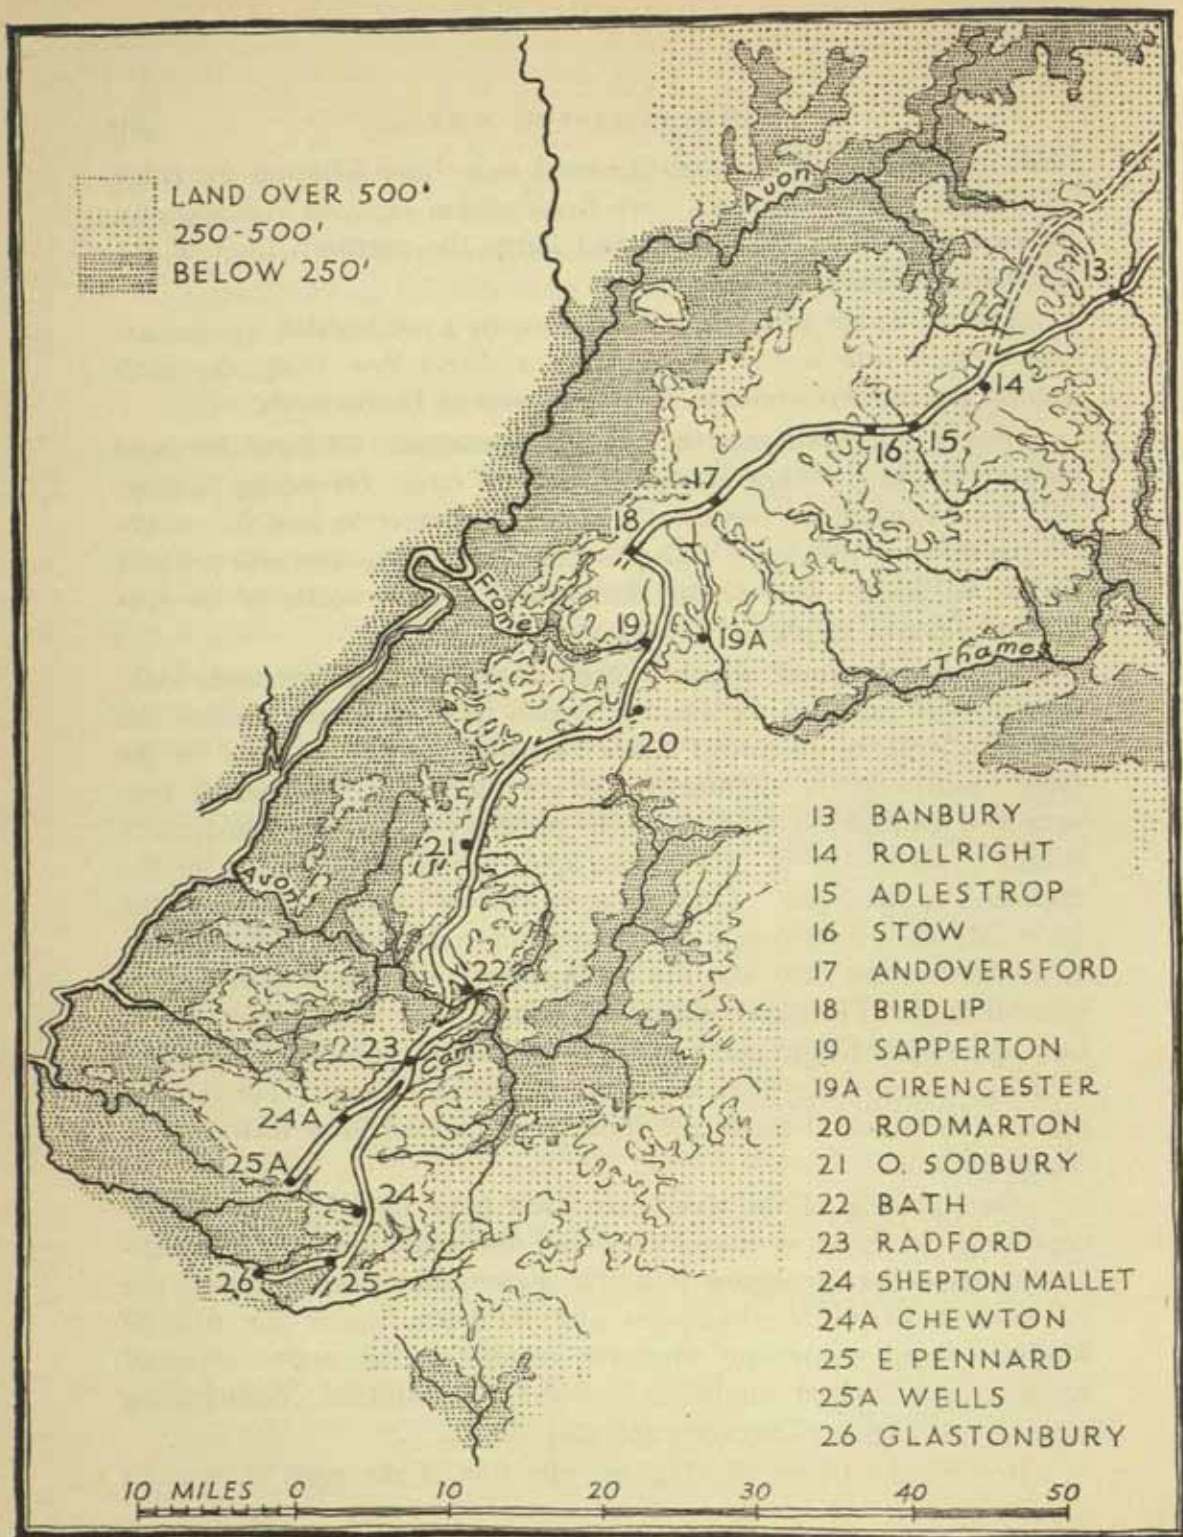 LAND OVER 500'
250-500'
BELOW 250'
Avon
13
14
15
16
17
18
Frome
19
19A
Thames
20
21
Avon
22
23
Cam
24A
25A
24
26
25
13 BANBURY
14 ROLLRIGHT
15 ADLESTROP
16 STOW
17 ANDOVERSFORD
18 BIRDLIP
19 SAPPERTON
19A CIRENCESTER
20 RODMARTON
21 O. SODBURY
22 BATH
23 RADFORD
24 SHEPTON MALLET
24A CHEWTON
25 E PENNARD
25A WELLS
26 GLASTONBURY
10 MILES 0 10 20 30 40 50